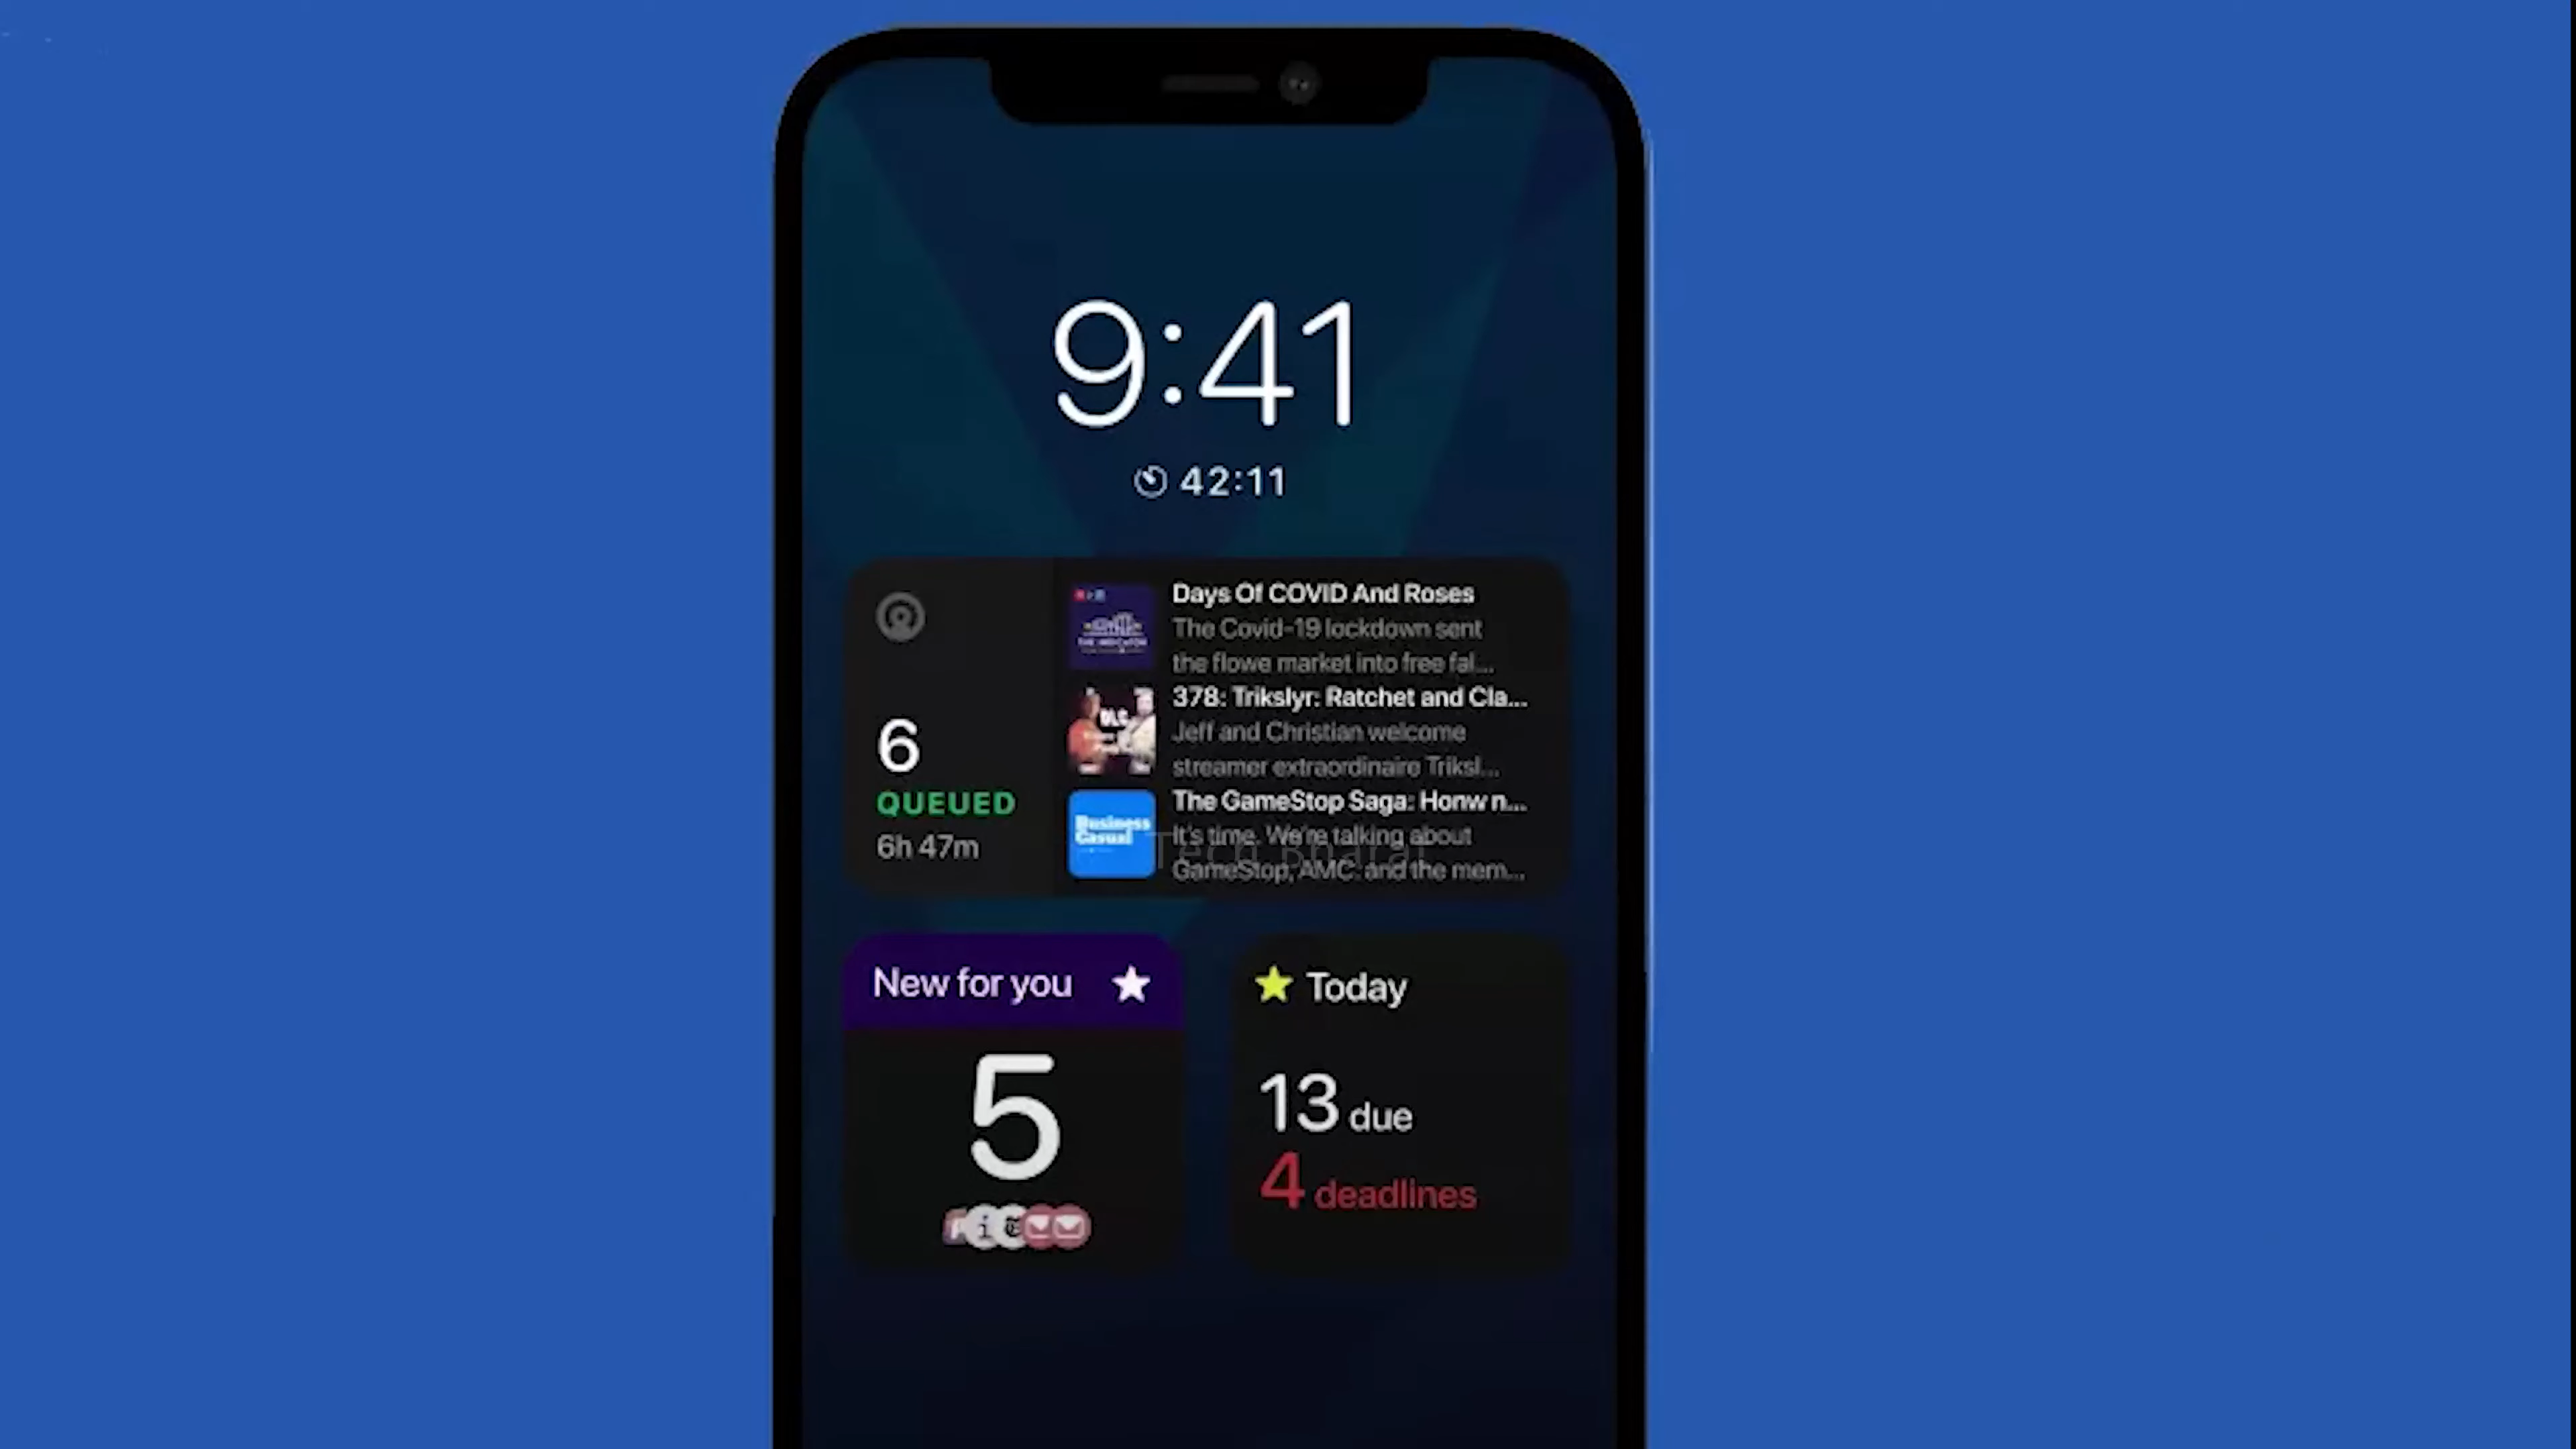 9:41
42:11
6
QUEUED
6h 47m
Days Of COVID And Roses
The Covid-19 lockdown sent
the flowe market into free fal...
378: Trikslyr: Ratchet and Cla...
Jeff and Christian welcome
streamer extraordinaire Triksl...
The GameStop Saga: Honw n...
It's time. We're talking about
GameStop, AMC. and the mem...
Business
Casual
DLC
Tech Bharat
New for you
5
Today
13 due
4 deadlines